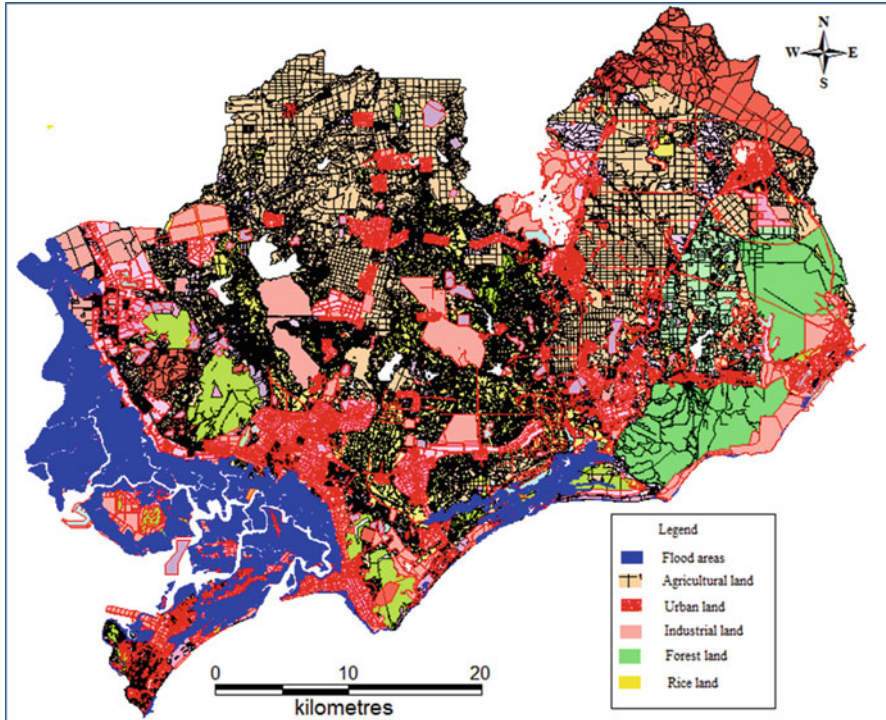 N
W E
S
Legend
Flood areas
Agricultural land
Urban land
Industrial land
Forest land
Rice land
0 10 20
kilometres